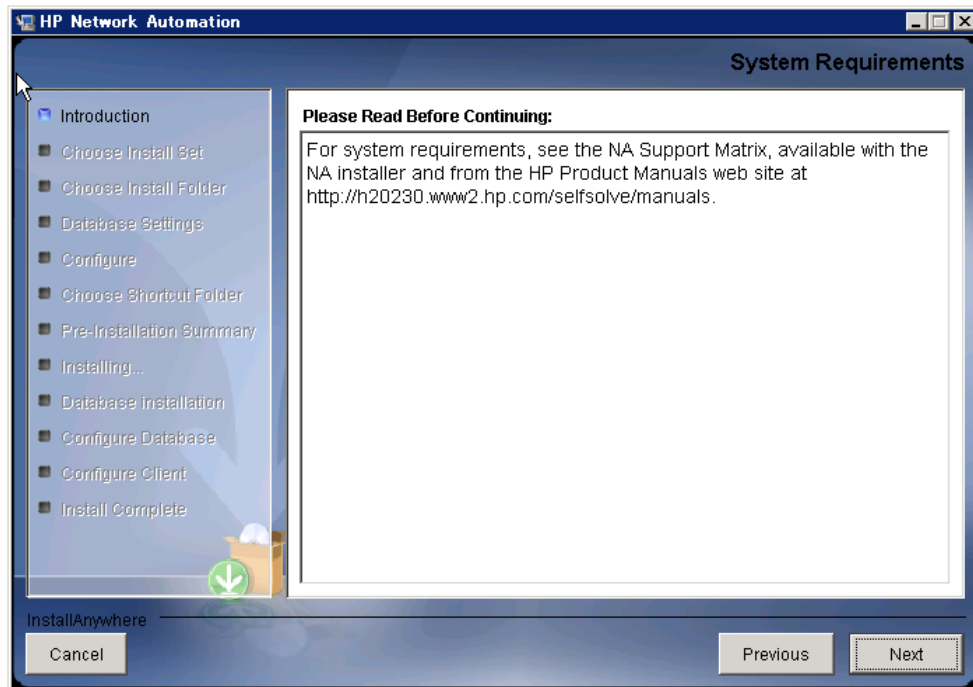 HP Network Automation
System Requirements
Introduction
Choose Install Set
Choose Install Folder
Database Settings
Configure
Choose Shortcut Folder
Pre-Installation Summary
Installing...
Database installation
Configure Database
Configure Client
Install Complete
Please Read Before Continuing:
For system requirements, see the NA Support Matrix, available with the
NA installer and from the HP Product Manuals web site at
http://h20230.www2.hp.com/selfsolve/manuals.
InstallAnywhere
Cancel
Previous
Next